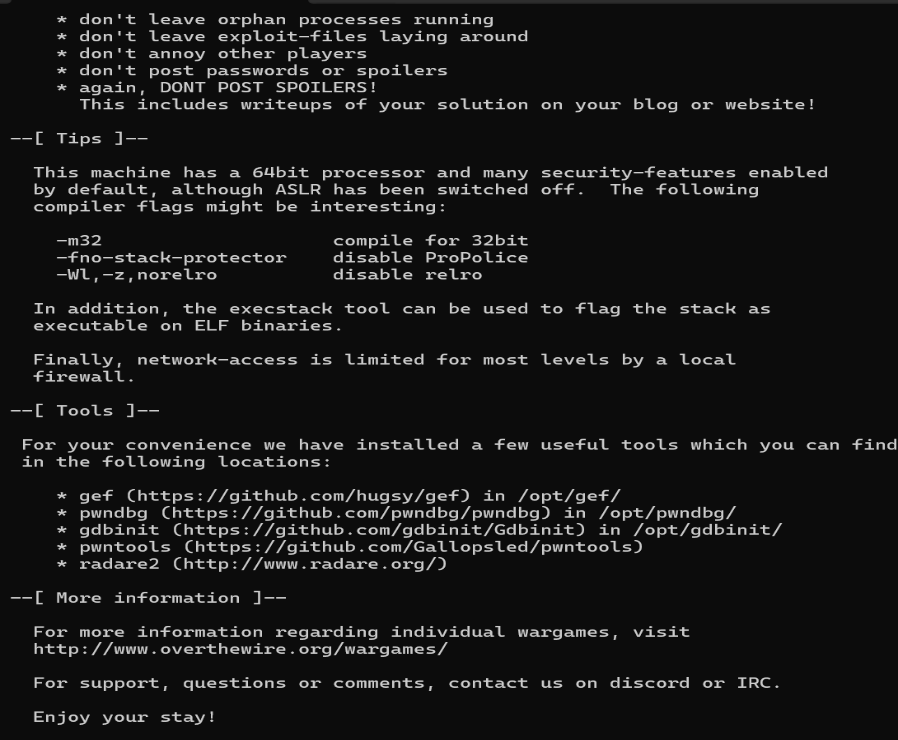 * don't leave orphan processes running
* don't leave exploit-files laying around
* don't annoy other players
* don't post passwords or spoilers
* again, DONT POST SPOILERS!
This includes writeups of your solution on your blog or website!
--[ Tips ]--
This machine has a 64bit processor and many security-features enabled
by default, although ASLR has been switched off.  The following
compiler flags might be interesting:
-m32                    compile for 32bit
-fno-stack-protector    disable ProPolice
-Wl,-z,norelro          disable relro
In addition, the execstack tool can be used to flag the stack as
executable on ELF binaries.
Finally, network-access is limited for most levels by a local
firewall.
--[ Tools ]--
For your convenience we have installed a few useful tools which you can find
in the following locations:
* gef (https://github.com/hugsy/gef) in /opt/gef/
* pwndbg (https://github.com/pwndbg/pwndbg) in /opt/pwndbg/
* gdbinit (https://github.com/gdbinit/Gdbinit) in /opt/gdbinit/
* pwntools (https://github.com/Gallopsled/pwntools)
* radare2 (http://www.radare.org/)
--[ More information ]--
For more information regarding individual wargames, visit
http://www.overthewire.org/wargames/
For support, questions or comments, contact us on discord or IRC.
Enjoy your stay!